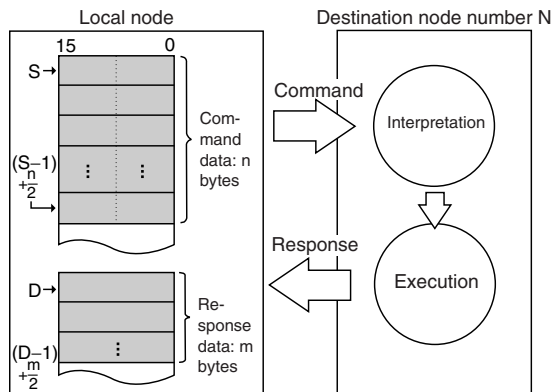 Local node
Destination node number N
15 0
S
Com-
mand
data: n
bytes
(S–1)
+n/2
Command
Interpretation
Response
Execution
D
Re-
sponse
data: m
bytes
(D–1)
+m/2